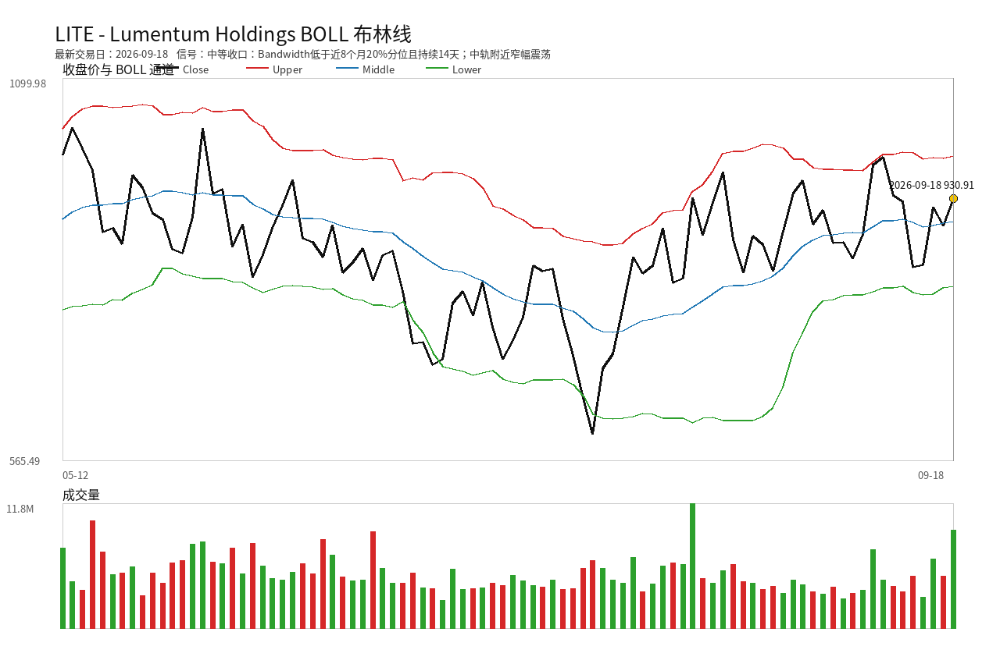 LITE - Lumentum Holdings BOLL 布林线
最新交易日：2026-09-18 信号：中等收口：Bandwidth低于近8个月20%分位且持续14天；中轨附近窄幅震荡
收盘价与 BOLL 通道 Close Upper Middle Lower
1099.98
2026-09-18 930.91
565.49
05-12 09-18
成交量
11.8M